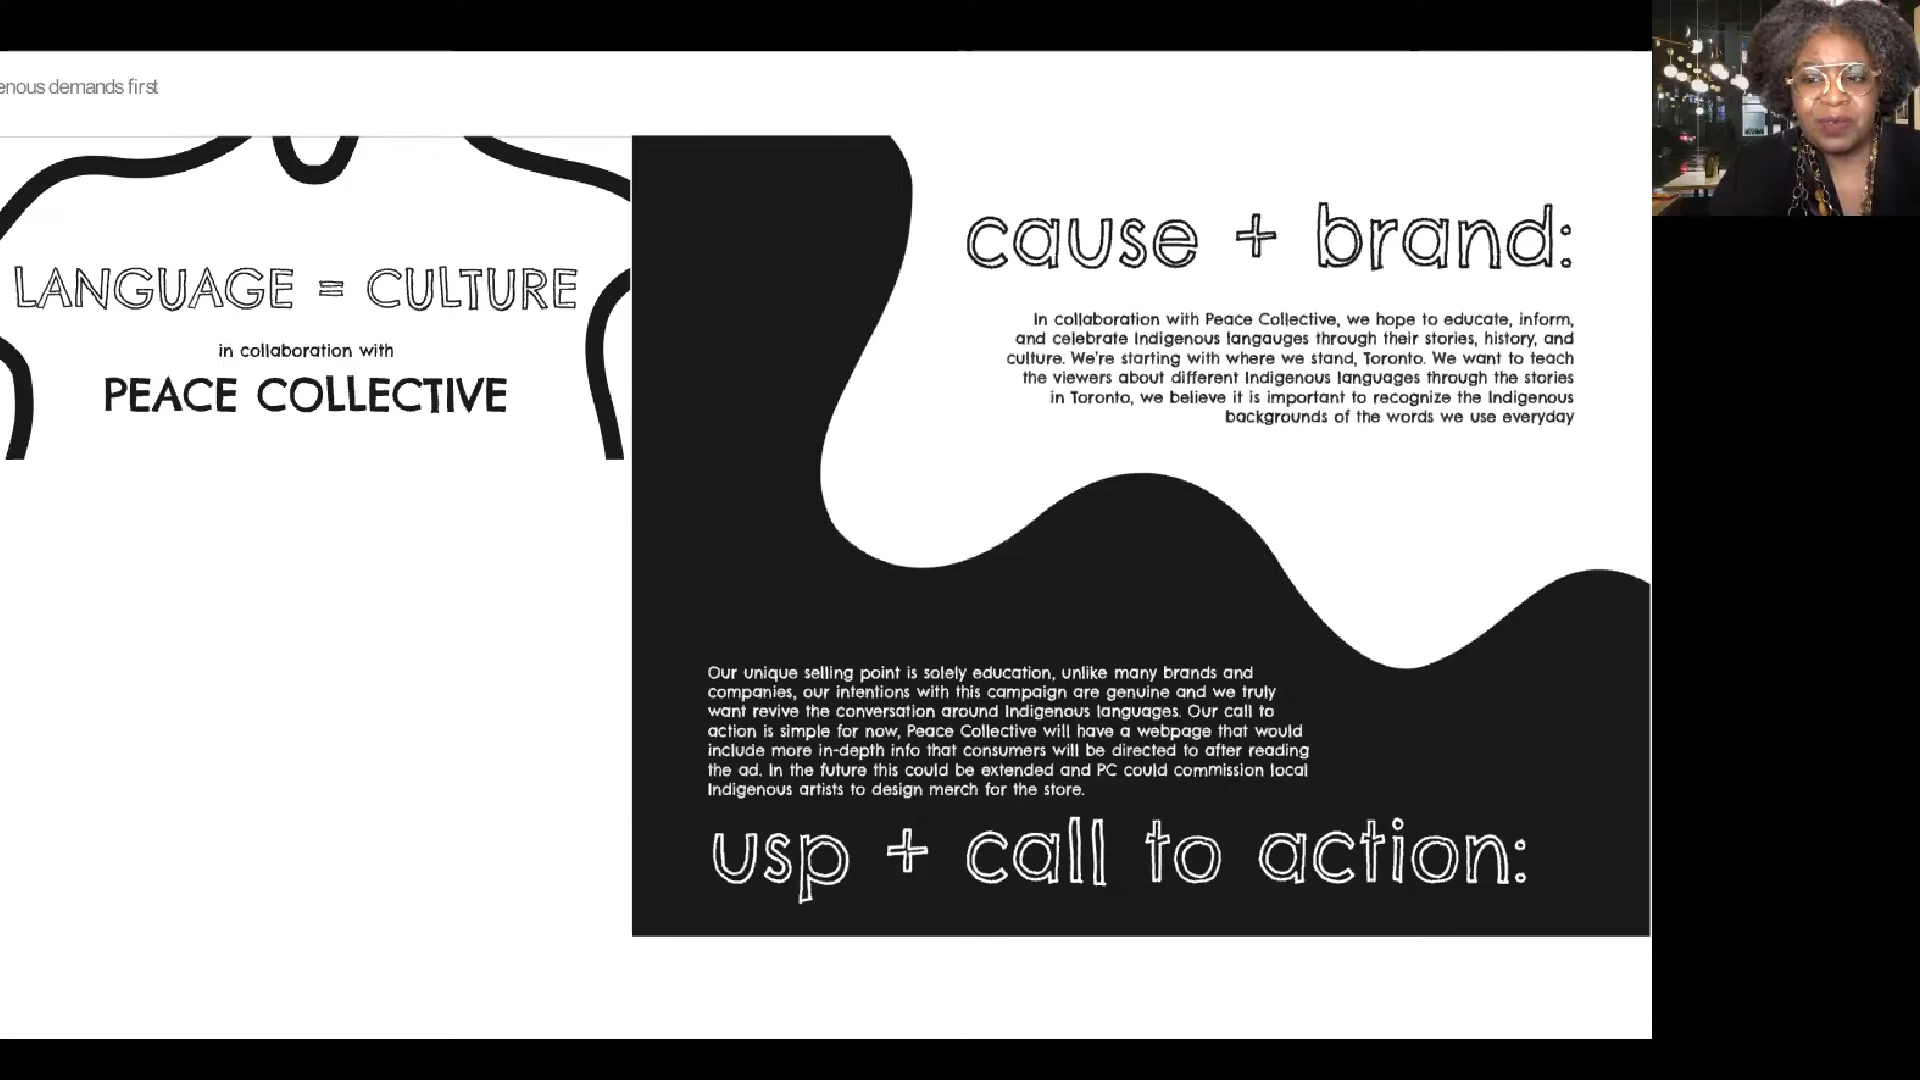 enous demands first
LANGUAGE = CULTURE
in collaboration with
PEACE COLLECTIVE
cause + brand:
In collaboration with Peace Collective, we hope to educate, inform,
and celebrate Indigenous langauges through their stories, history, and
culture. We're starting with where we stand, Toronto. We want to teach
the viewers about different Indigenous languages through the stories
in Toronto, we believe it is important to recognize the Indigenous
backgrounds of the words we use everyday
Our unique selling point is solely education, unlike many brands and
companies, our intentions with this campaign are genuine and we truly
want revive the conversation around Indigenous languages. Our call to
action is simple for now, Peace Collective will have a webpage that would
include more in-depth info that consumers will be directed to after reading
the ad. In the future this could be extended and PC could commission local
Indigenous artists to design merch for the store.
usp + call to action: